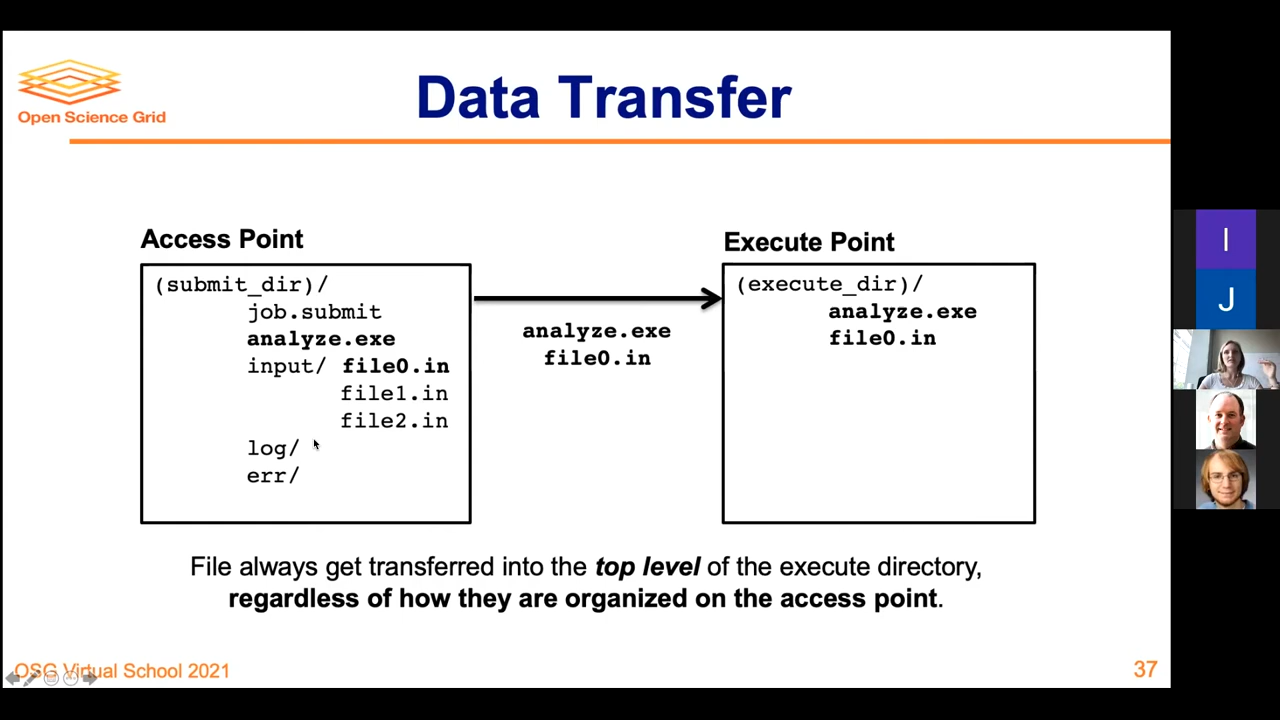 Open Science Grid
Data Transfer
Access Point
(submit_dir)/
job.submit
analyze.exe
input/ file0.in
file1.in
file2.in
log/
err/
analyze.exe
file0.in
Execute Point
(execute_dir)/
analyze.exe
file0.in
File always get transferred into the top level of the execute directory,
regardless of how they are organized on the access point.
OSG Virtual School 2021
37
I
J